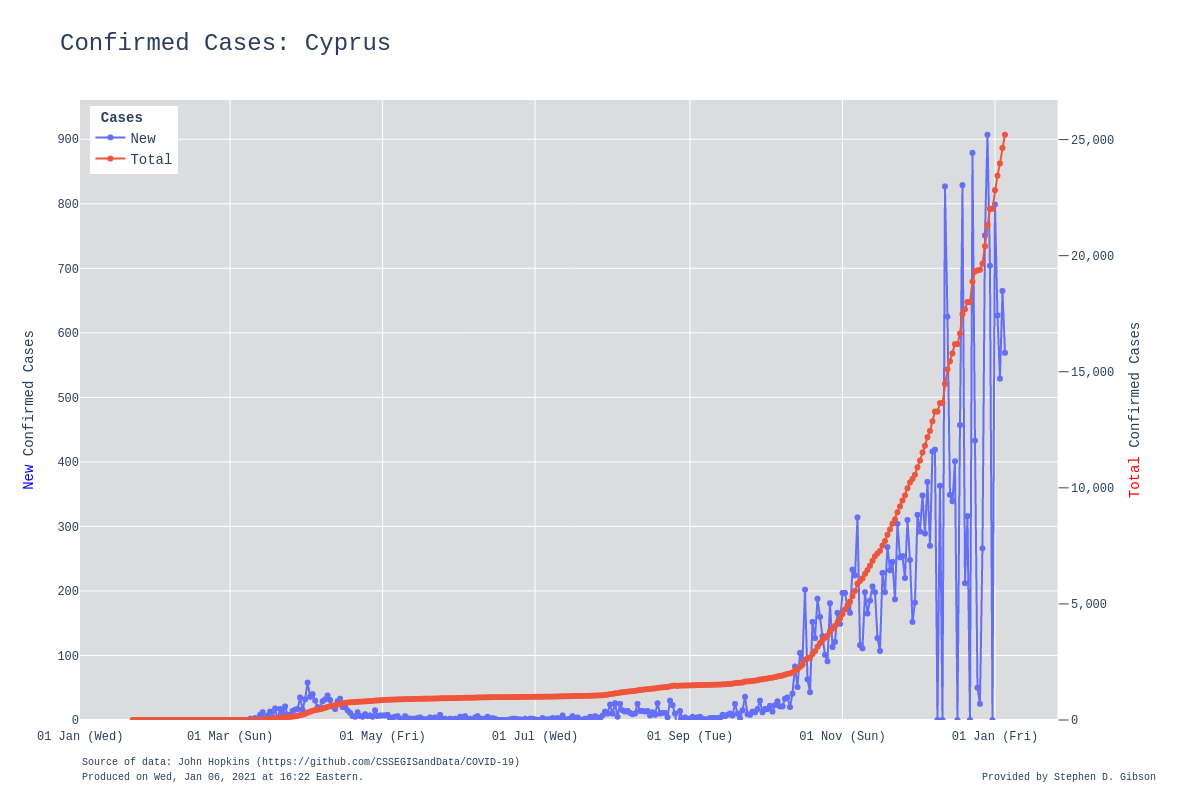 Confirmed Cases: Cyprus
Cases
New
Total
900
800
700
600
500
400
300
200
100
0
25,000
20,000
15,000
10,000
5,000
0
New Confirmed Cases
Total Confirmed Cases
01 Jan (Wed)
01 Mar (Sun)
01 May (Fri)
01 Jul (Wed)
01 Sep (Tue)
01 Nov (Sun)
01 Jan (Fri)
Source of data: John Hopkins (https://github.com/CSSEGISandData/COVID-19)
Produced on Wed, Jan 06, 2021 at 16:22 Eastern.
Provided by Stephen D. Gibson